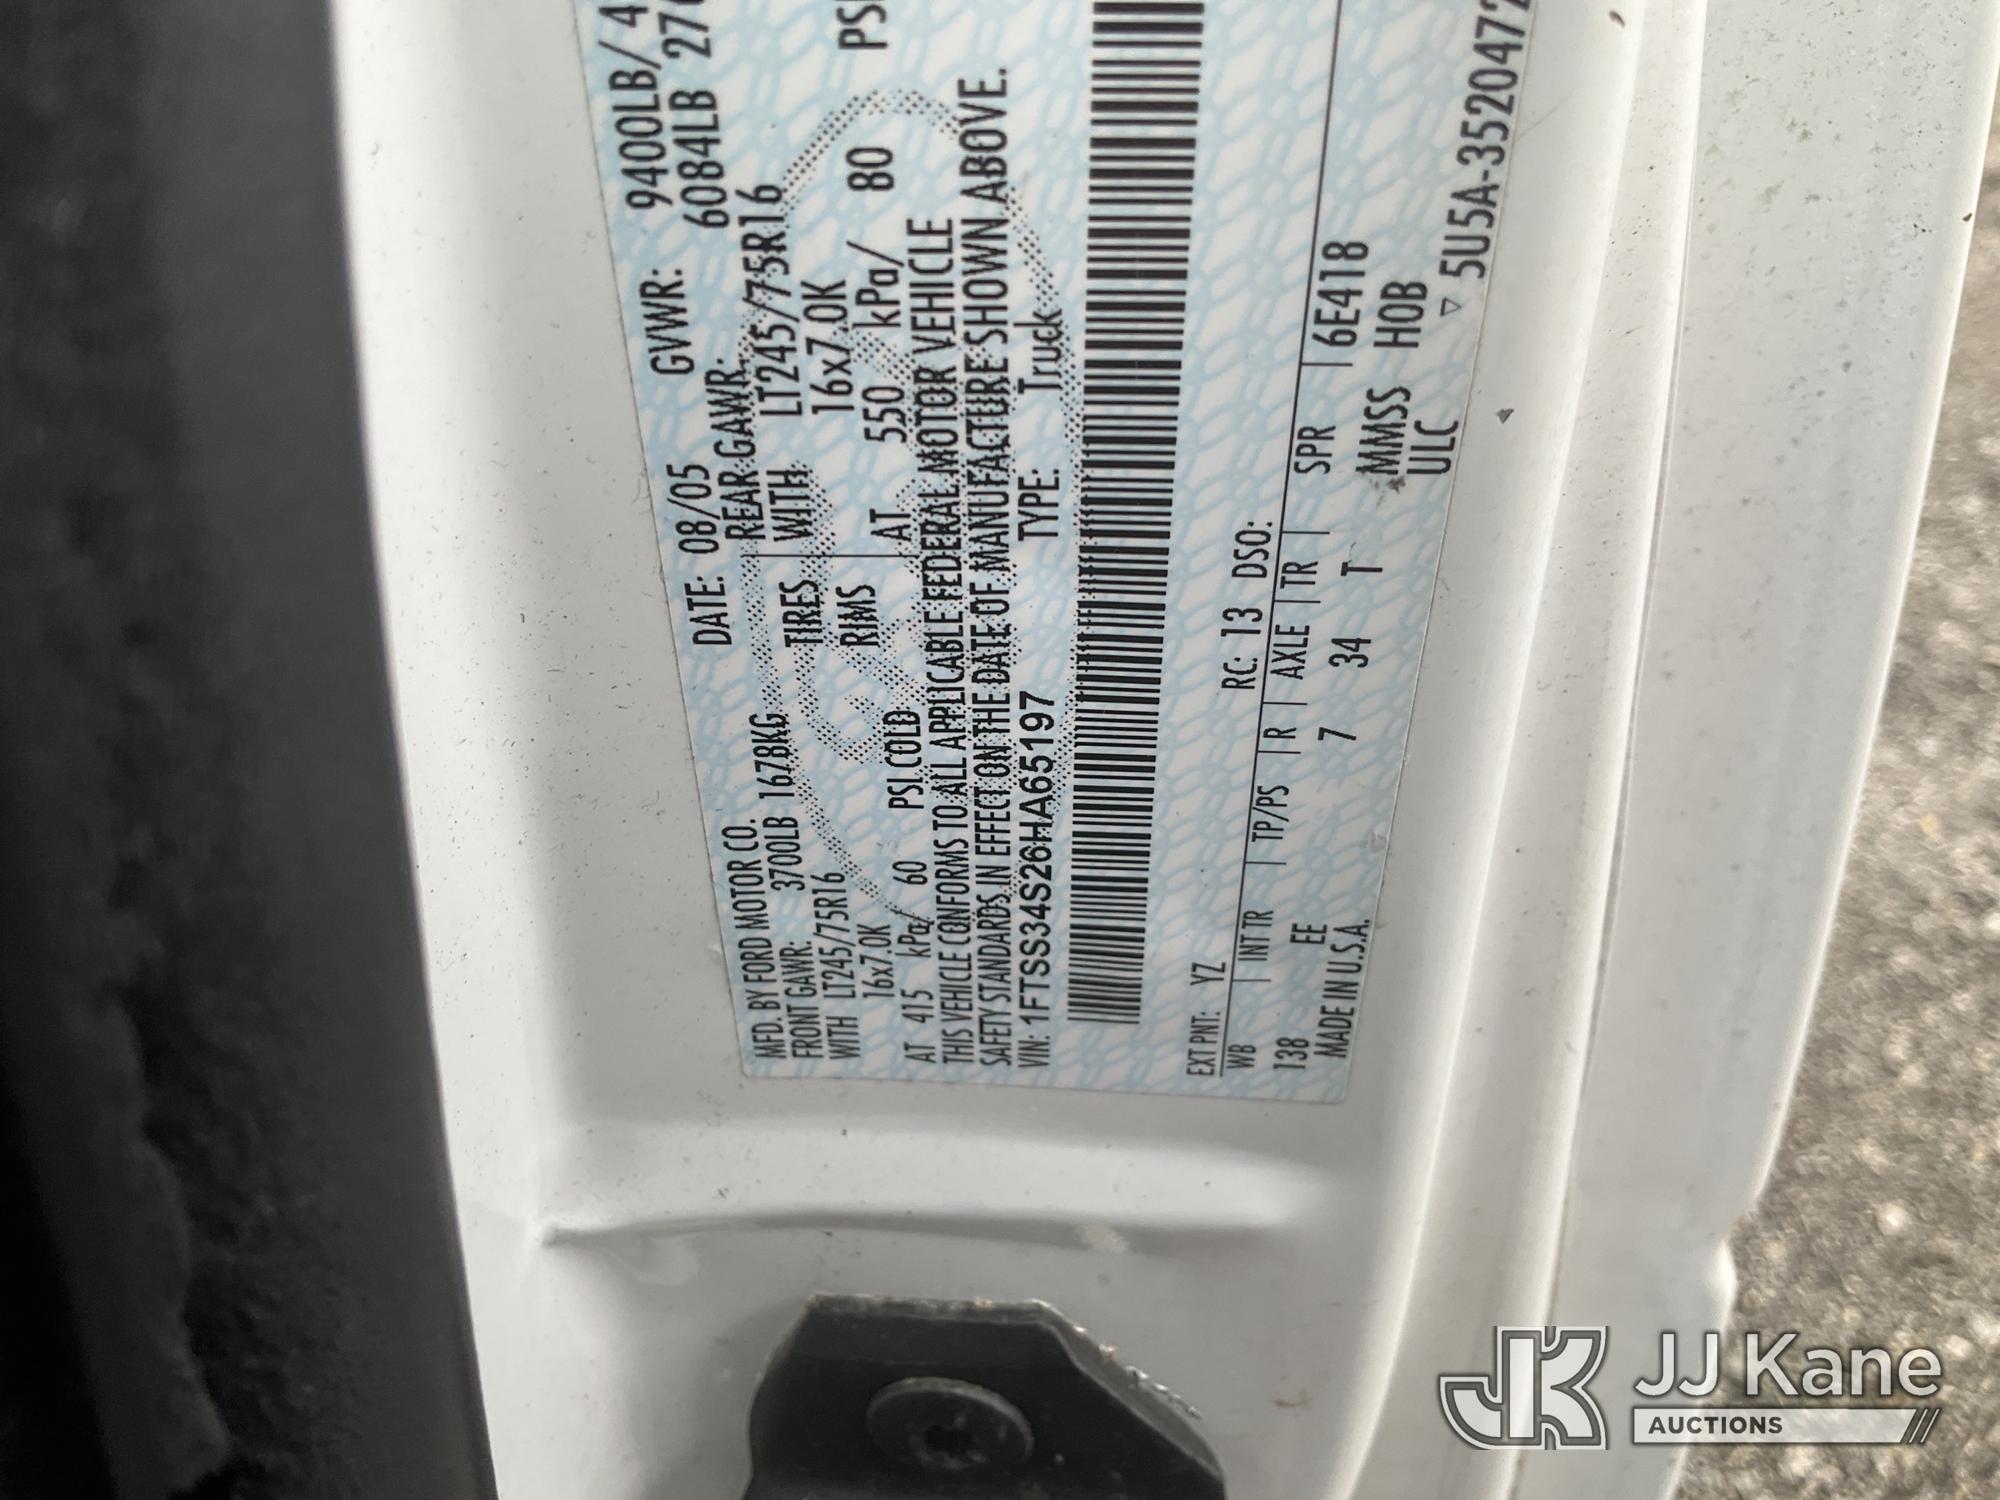 MFD. BY FORD MOTOR CO.
DATE: 08/05 GVWR: 9400LB/ 4
FRONT GAWR: 3700LB 1678KG REAR GAWR: 6084LB 276
WITH LT245/75R16 TIRES WITH LT245/75R16
16x7.0K RIMS 16x7.0K
AT 415 kPa/ 60 PSI COLD AT 550 kPa/ 80 PS
THIS VEHICLE CONFORMS TO ALL APPLICABLE FEDERAL MOTOR VEHICLE
SAFETY STANDARDS IN EFFECT ON THE DATE OF MANUFACTURE SHOWN ABOVE.
VIN: 1FTSS34S26HA65197 TYPE: Truck
EXT PNT: YZ RC: 13 DSO:
WB INT TR TP/PS R AXLE TR SPR 6E418
138 EE 7 34 T MMSS HOB
MADE IN U.S.A. ULC ▽ 5U5A-3520472
JK JJ Kane
AUCTIONS